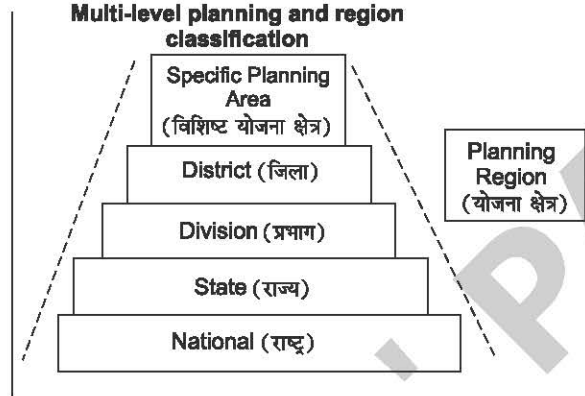 Multi-level planning and region
classification
Specific Planning
Area
(विशिष्ट योजना क्षेत्र)
District (जिला)
Division (प्रभाग)
State (राज्य)
National (राष्ट्र)
Planning
Region
(योजना क्षेत्र)